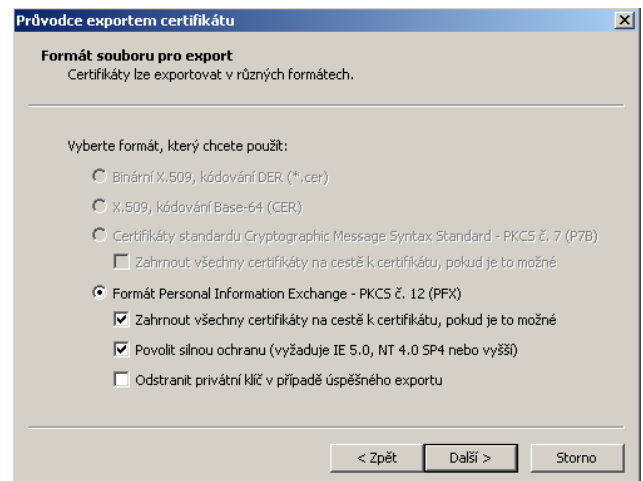 Průvodce exportem certifikátu
Formát souboru pro export
Certifikáty lze exportovat v různých formátech.
Vyberte formát, který chcete použít:
Binární X.509, kódování DER (*.cer)
X.509, kódování Base-64 (CER)
Certifikáty standardu Cryptographic Message Syntax Standard - PKCS č. 7 (P7B)
Zahrnout všechny certifikáty na cestě k certifikátu, pokud je to možné
Formát Personal Information Exchange - PKCS č. 12 (PFX)
Zahrnout všechny certifikáty na cestě k certifikátu, pokud je to možné
Povolit silnou ochranu (vyžaduje IE 5.0, NT 4.0 SP4 nebo vyšší)
Odstranit privátní klíč v případě úspěšného exportu
< Zpět Další > Storno